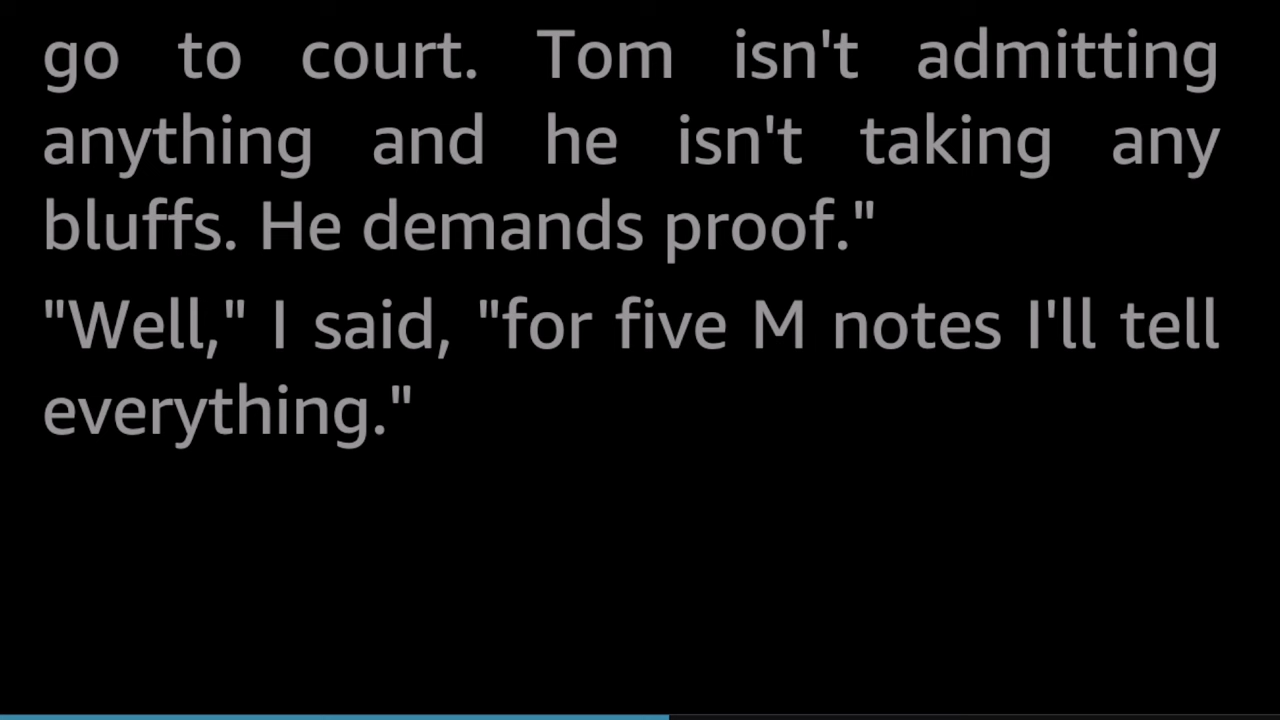 go to court. Tom isn't admitting
anything and he isn't taking any
bluffs. He demands proof."
"Well," I said, "for five M notes I'll tell
everything."